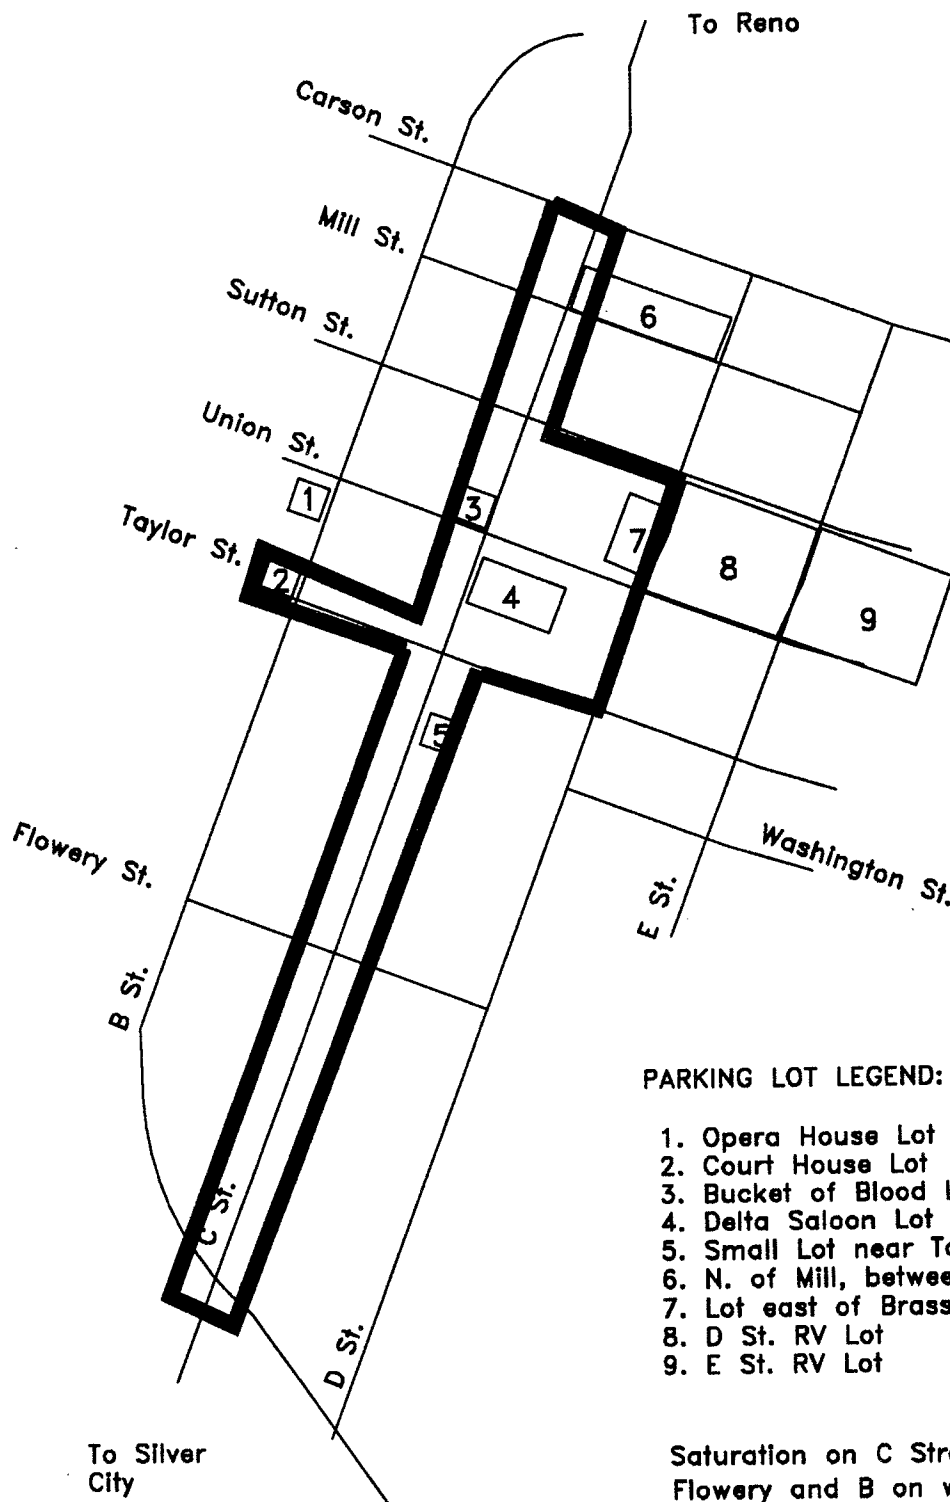 To Reno
Carson St.
Mill St.
Sutton St.
Union St.
Taylor St.
6
1
3
7
8
2
4
9
5
Flowery St.
Washington St.
E St.
B St.
C St.
D St.
To Silver
City
PARKING LOT LEGEND:
1. Opera House Lot
2. Court House Lot
3. Bucket of Blood
4. Delta Saloon Lot
5. Small Lot near
6. N. of Mill,
7. Lot east of Brass
8. D St. RV Lot
9. E St. RV Lot
Saturation on C
Flowery and B on